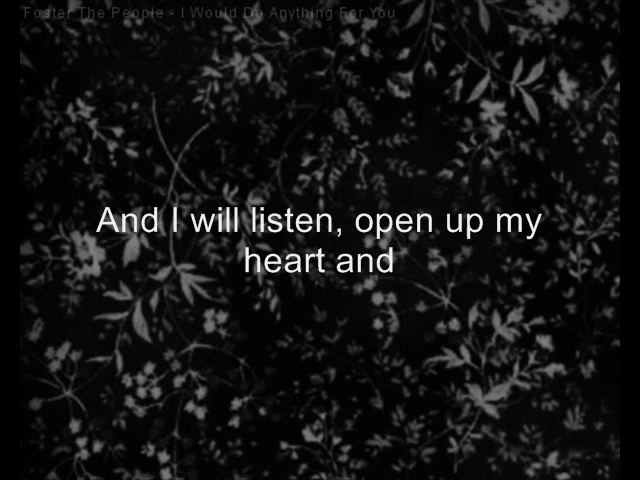 Foster The People - I Would Do Anything For You
And I will listen, open up my
heart and